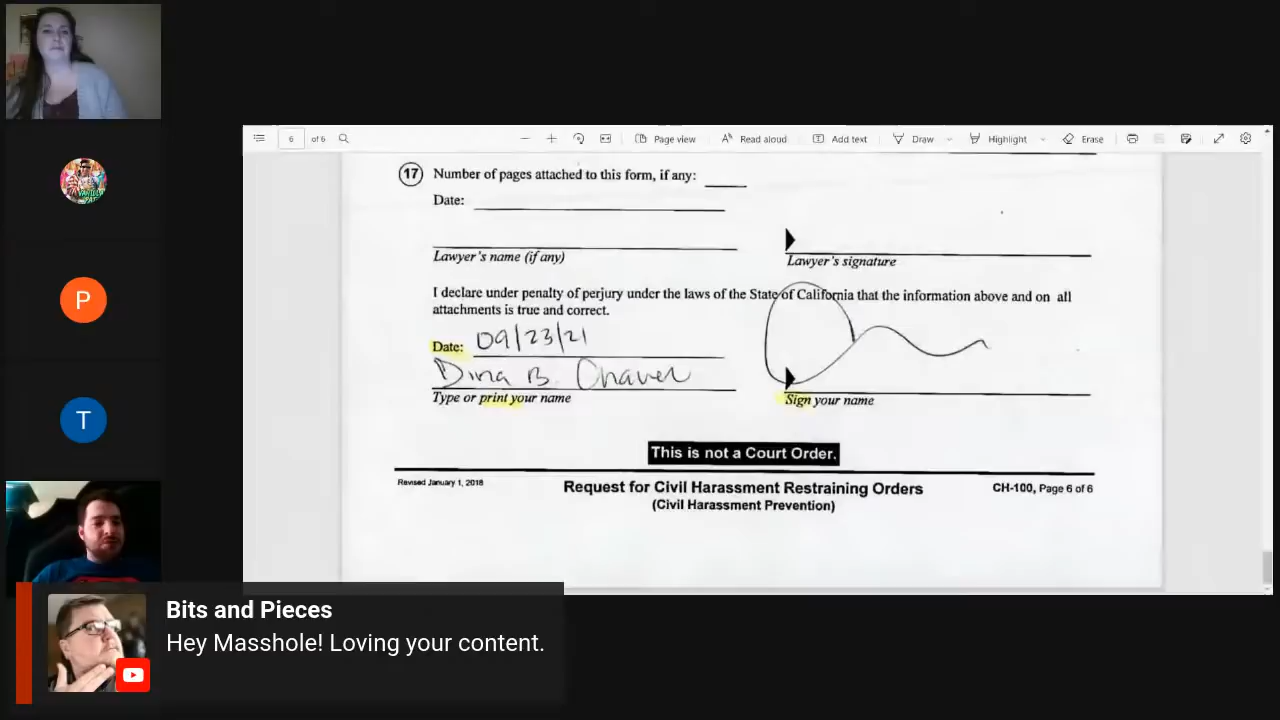 6 of 6 Page view Read aloud Add text Draw Highlight Erase
17 Number of pages attached to this form, if any:
Date:
Lawyer's name (if any)
Lawyer's signature
I declare under penalty of perjury under the laws of the State of California that the information above and on all
attachments is true and correct.
Date: 09/23/21
Dina B. Chavez
Type or print your name
Sign your name
This is not a Court Order.
Revised January 1, 2018
Request for Civil Harassment Restraining Orders
(Civil Harassment Prevention)
CH-100, Page 6 of 6
P
T
Bits and Pieces
Hey Masshole! Loving your content.